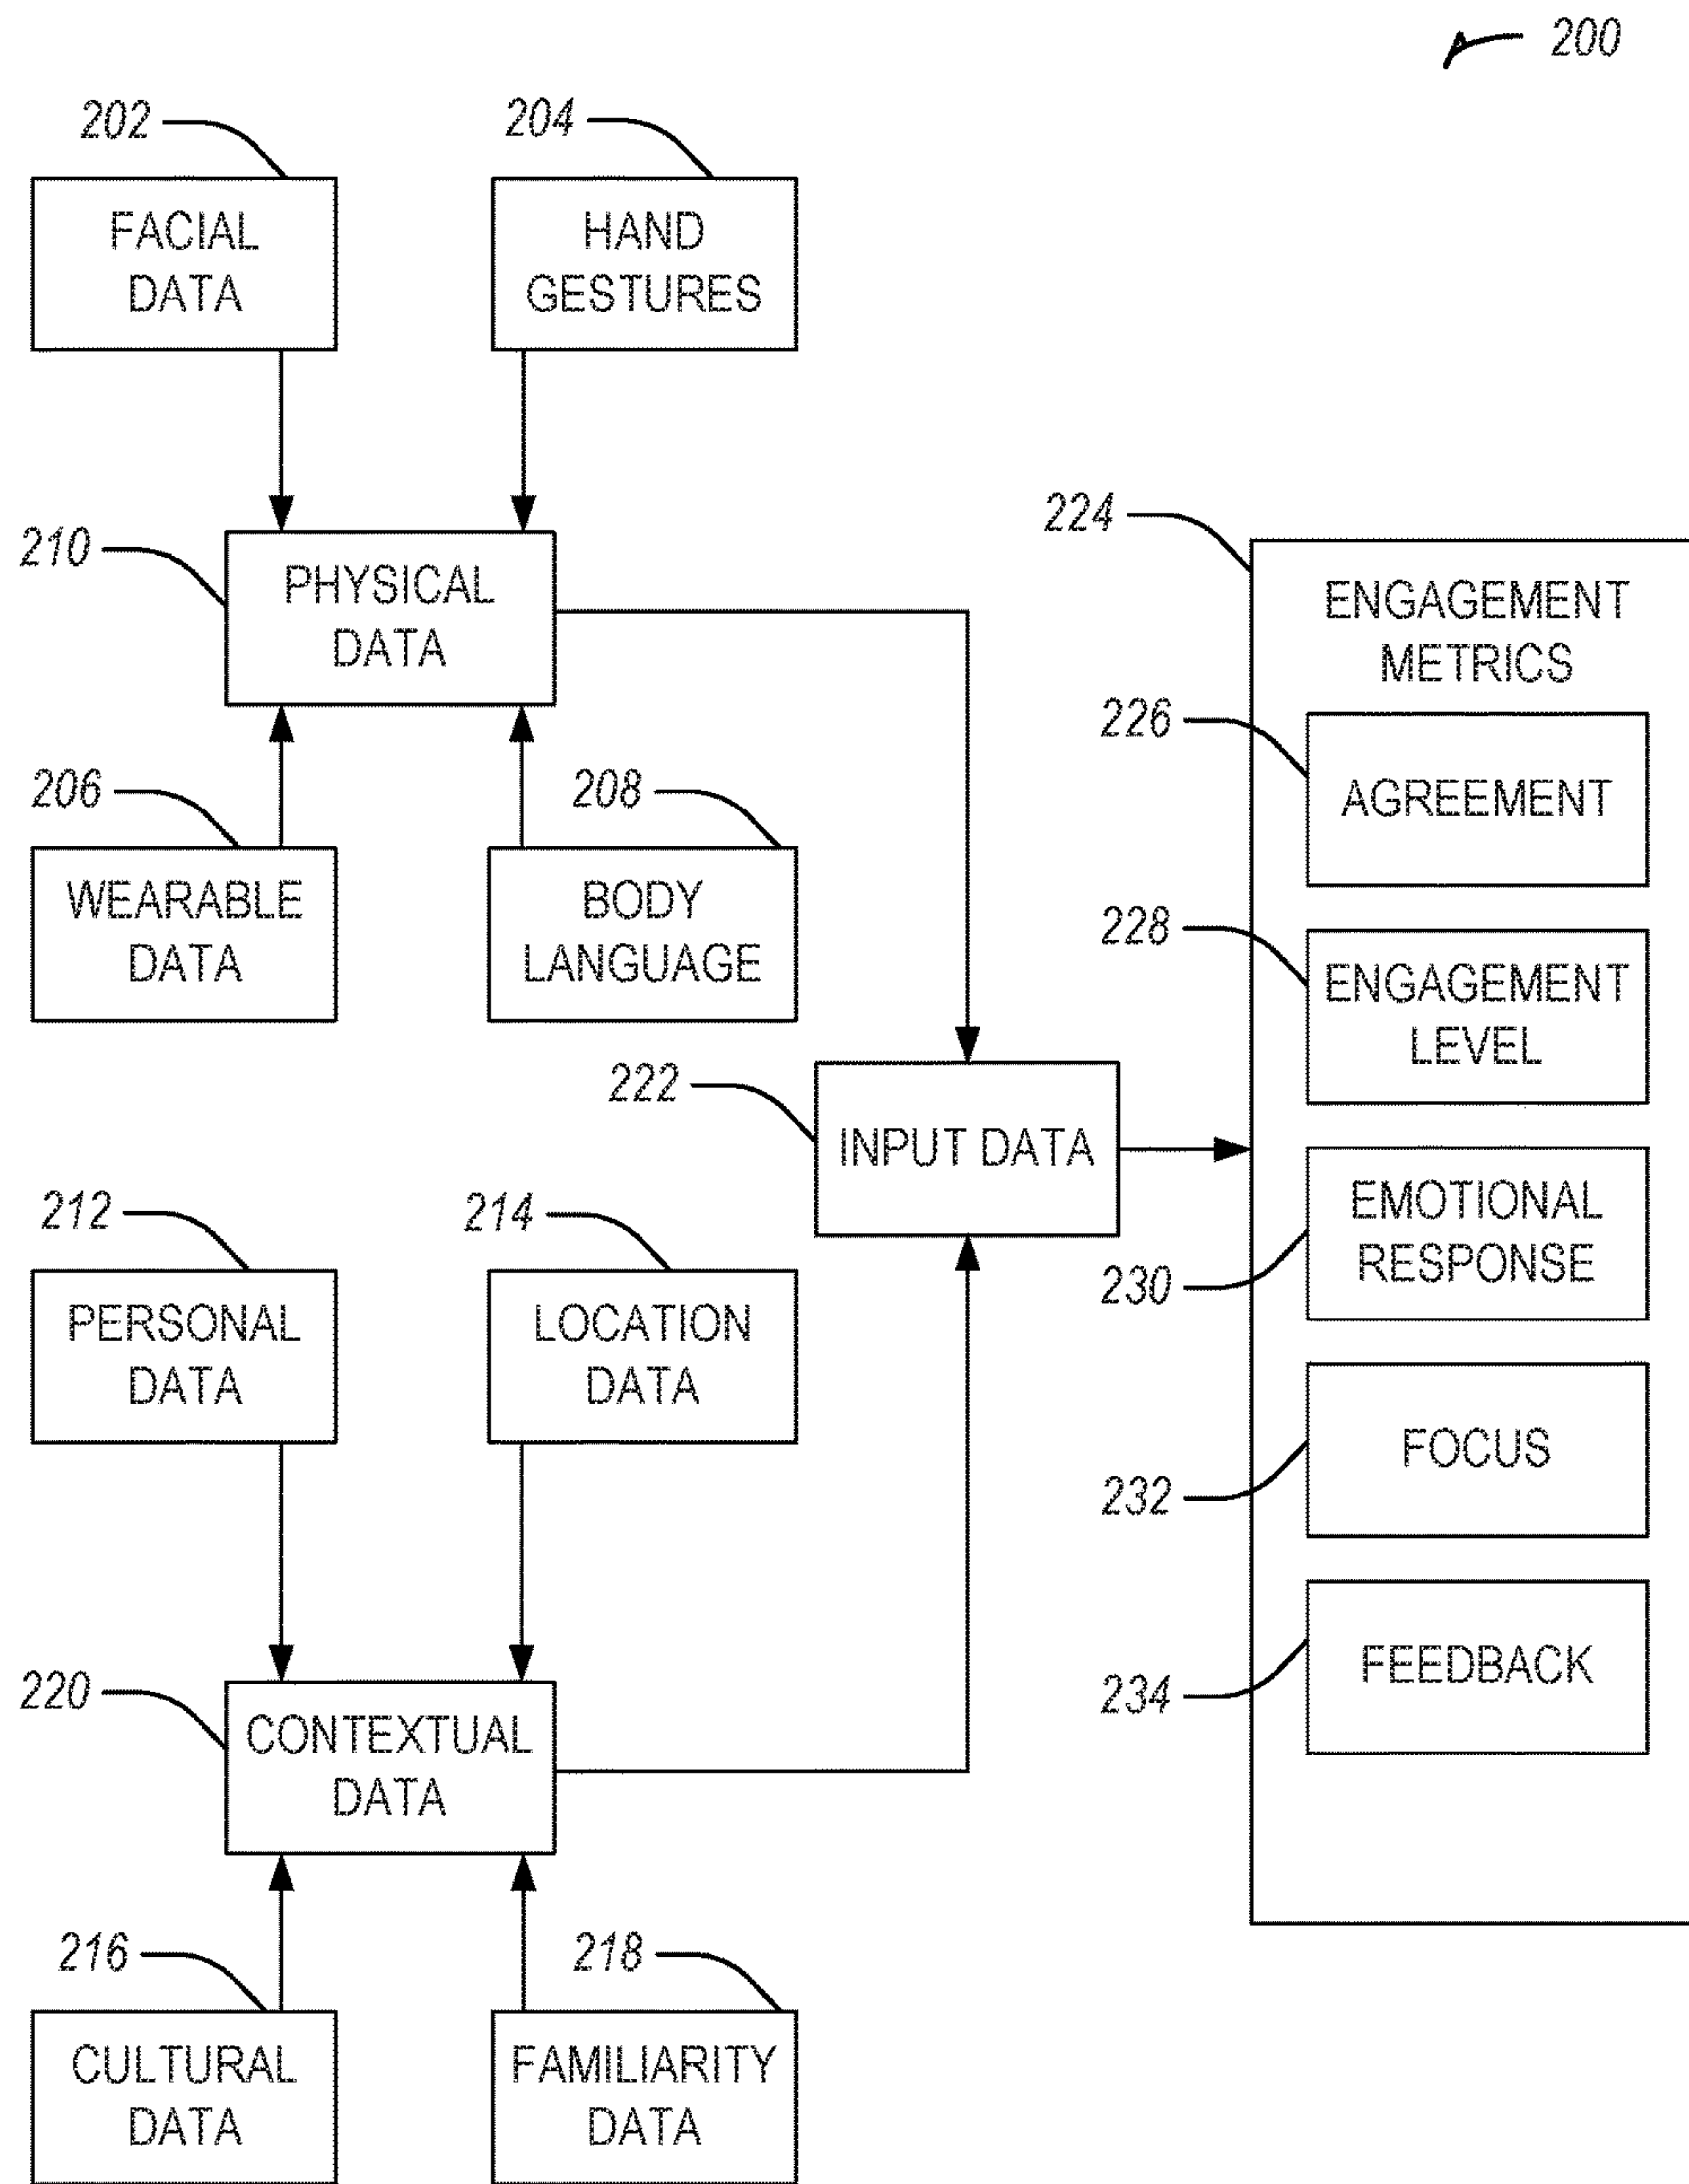 200
202
204
FACIAL
DATA
HAND
GESTURES
210
PHYSICAL
DATA
206
208
WEARABLE
DATA
BODY
LANGUAGE
212
214
PERSONAL
DATA
LOCATION
DATA
220
CONTEXTUAL
DATA
216
218
CULTURAL
DATA
FAMILIARITY
DATA
222
INPUT DATA
224
ENGAGEMENT
METRICS
226
AGREEMENT
228
ENGAGEMENT
LEVEL
230
EMOTIONAL
RESPONSE
232
FOCUS
234
FEEDBACK